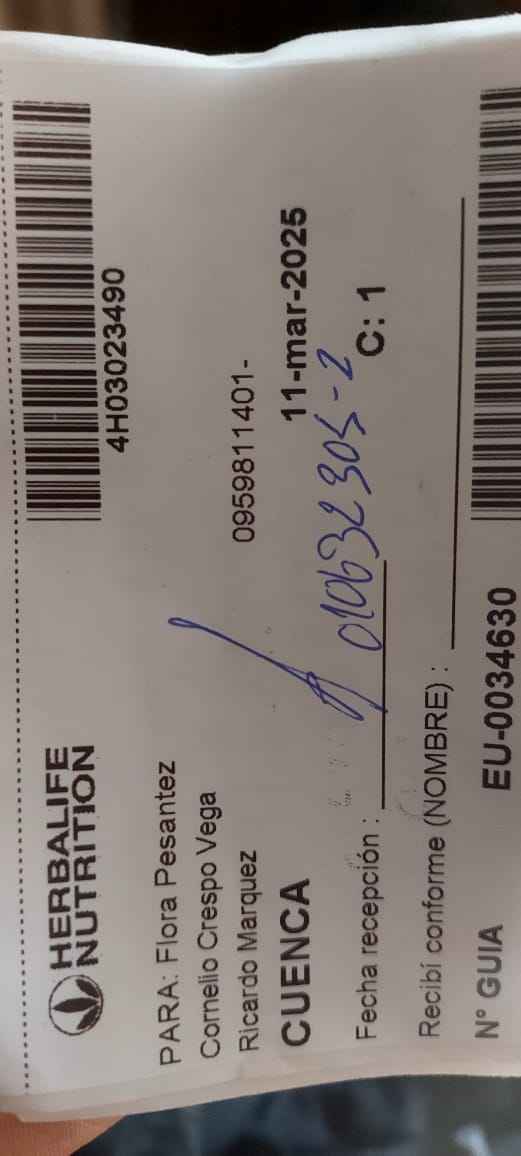 HERBALIFE
NUTRITION
4H03023490
PARA: Flora Pesantez
Cornelio Crespo Vega
Ricardo Marquez 0959811401-
CUENCA 11-mar-2025
Fecha recepción : 010632305-2 C: 1
Recibí conforme (NOMBRE) :
N° GUIA EU-0034630